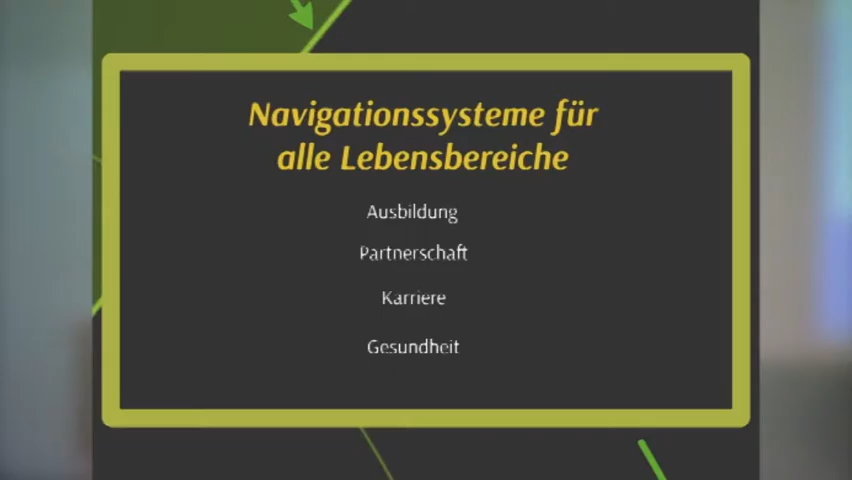 Navigationssysteme für
alle Lebensbereiche
Ausbildung
Partnerschaft
Karriere
Gesundheit